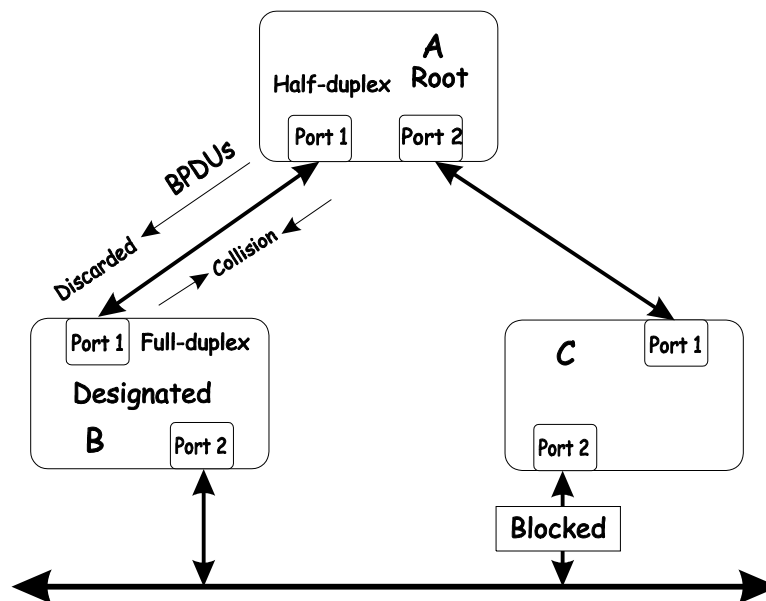 A
Root
Half-duplex
Port 1
Port 2
BPDUs
Discarded
Collision
Port 1
Full-duplex
Designated
B
Port 2
C
Port 1
Port 2
Blocked